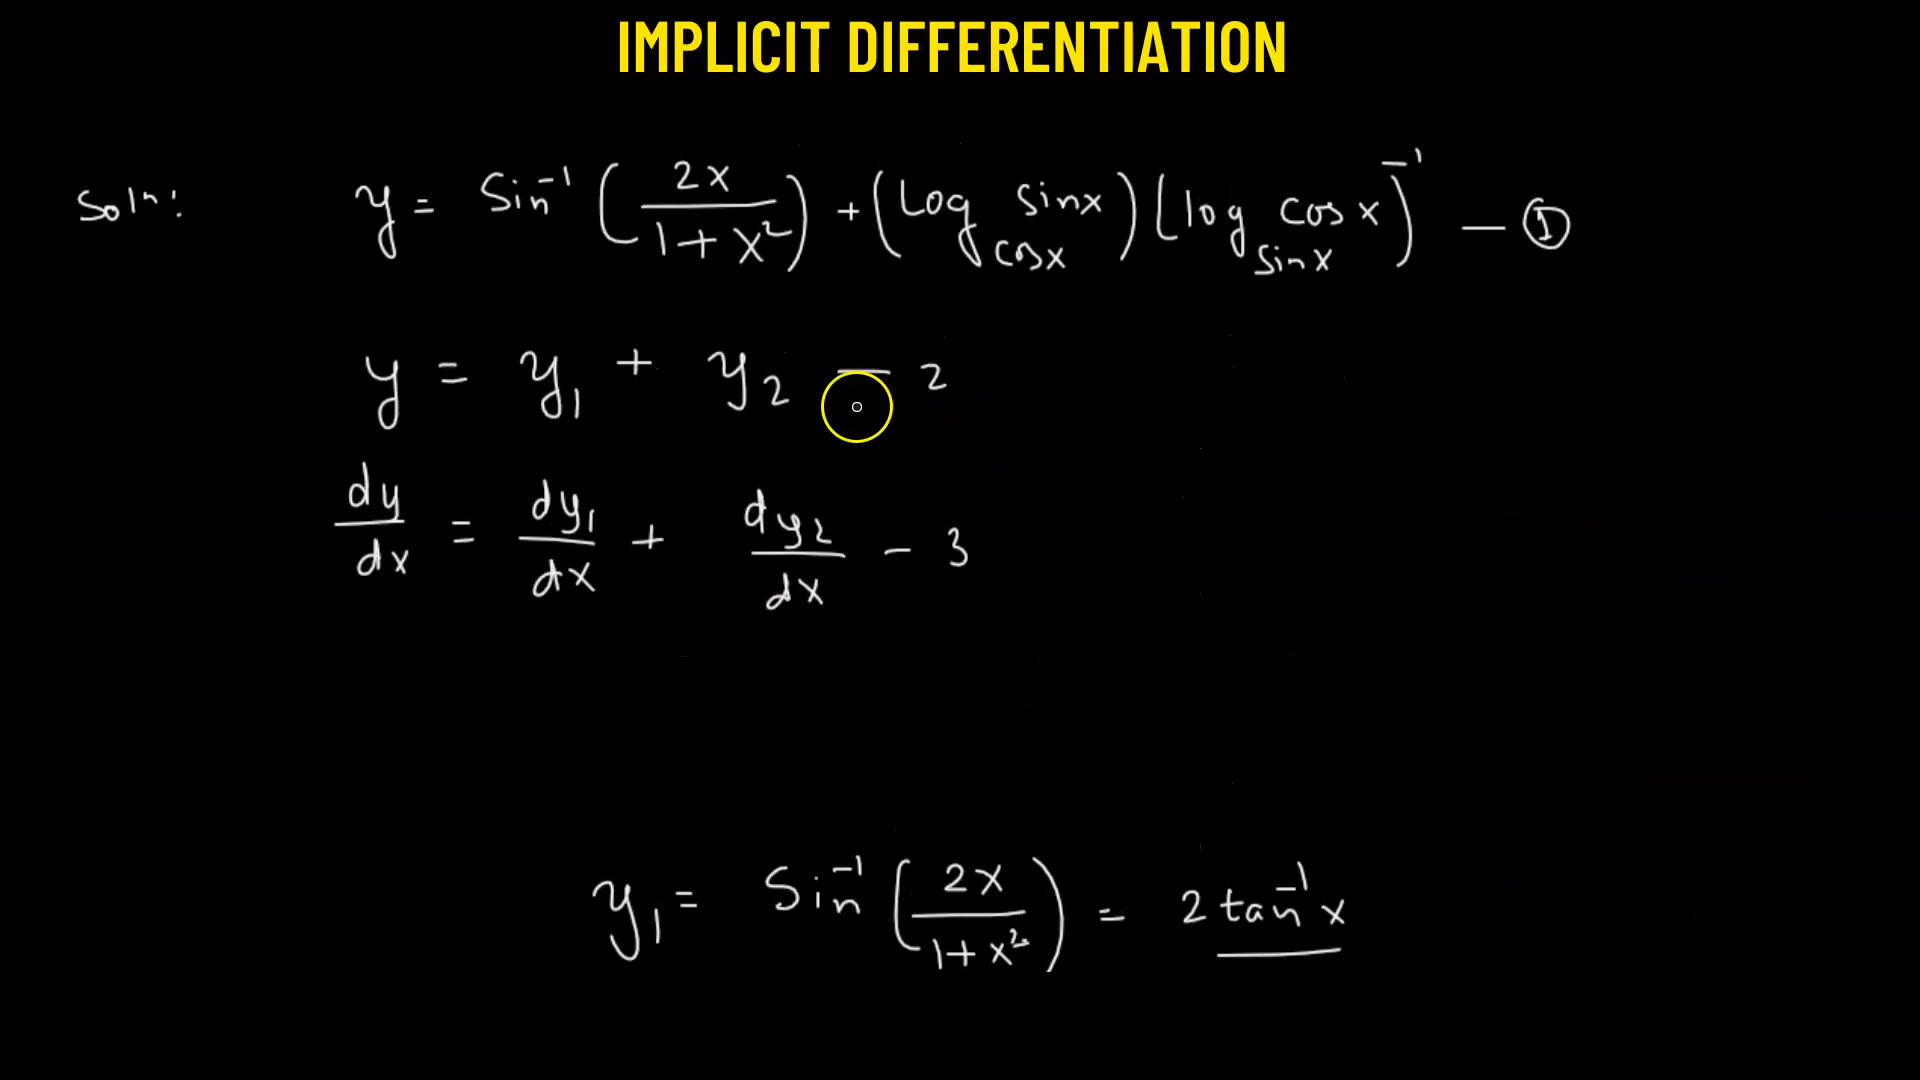 IMPLICIT DIFFERENTIATION
Soln: y = Sin⁻¹ (2x / 1+x²) + (Log_cosx sinx) (log_sinx cosx)⁻¹ — ①
y = y₁ + y₂ — 2
dy/dx = dy₁/dx + dy₂/dx - 3
y₁ = Sin⁻¹ (2x / 1+x²) = 2 tan⁻¹ x